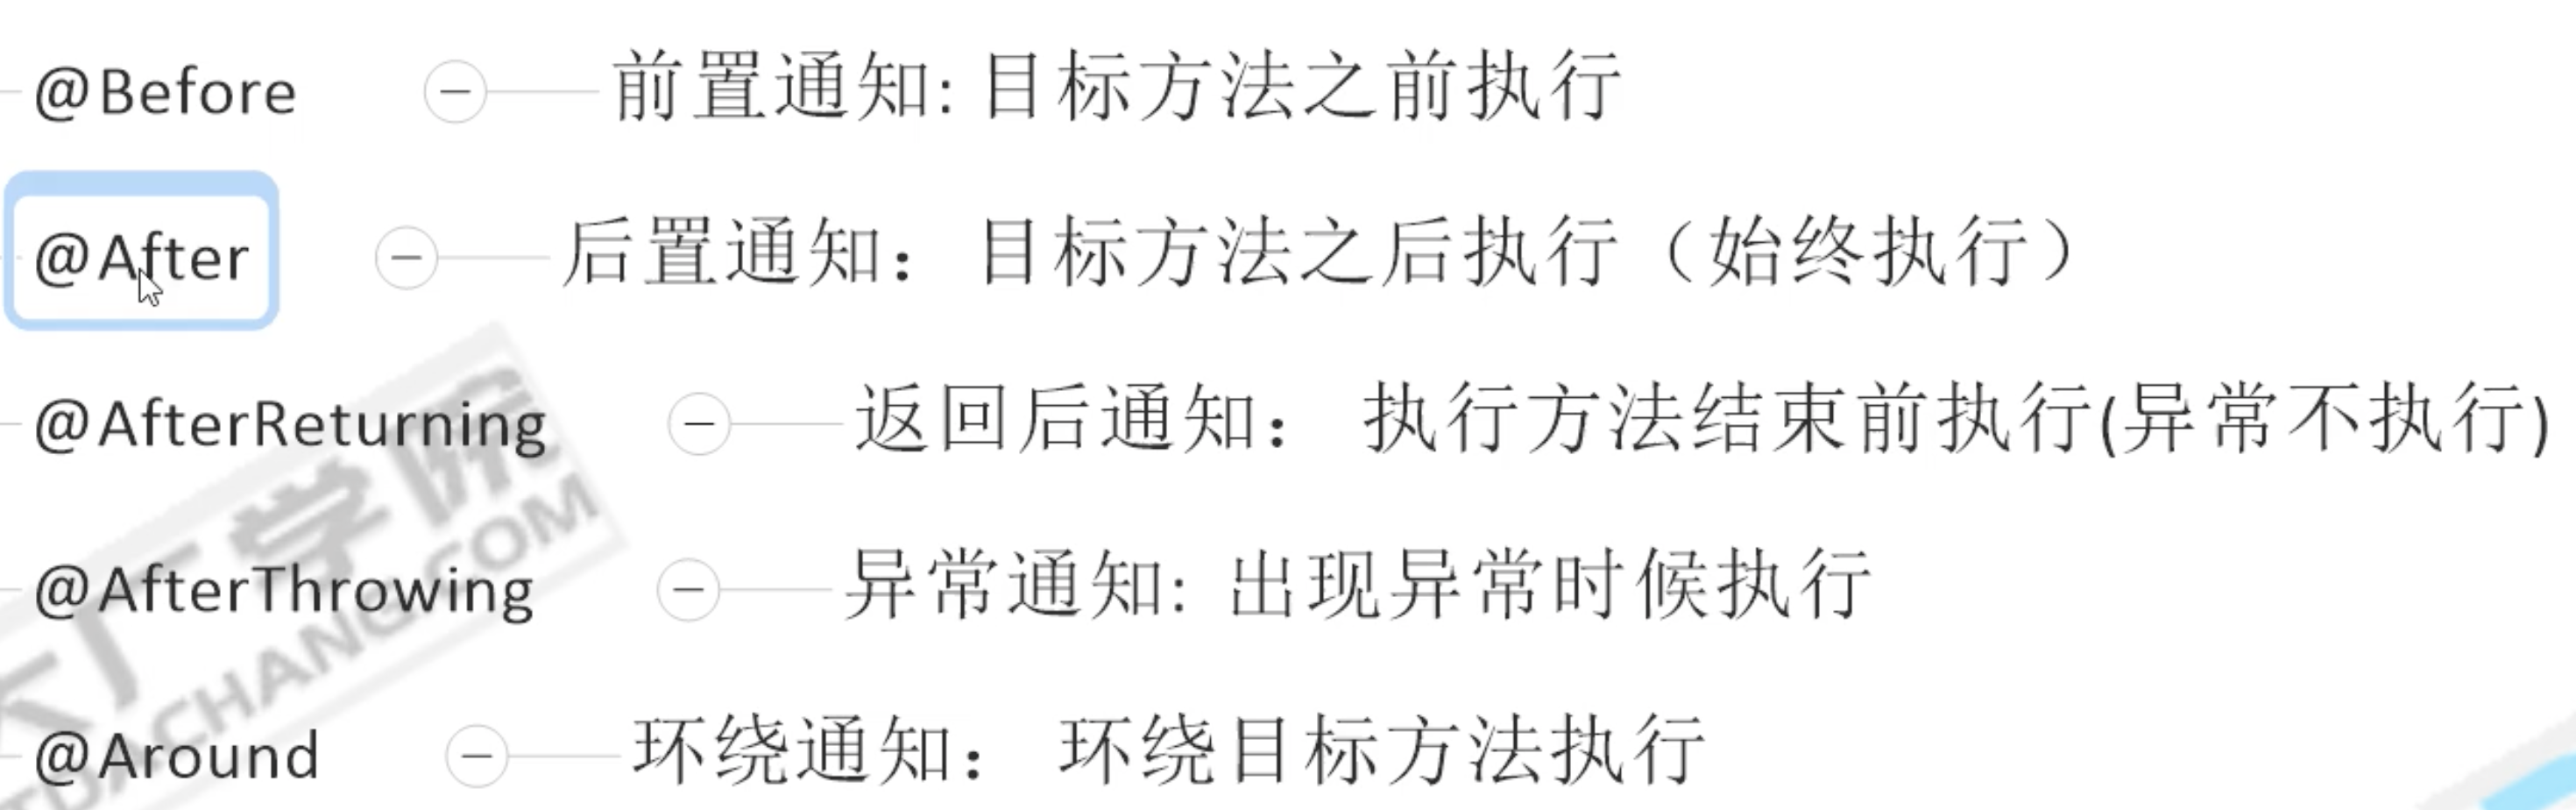 @Before 前置通知: 目标方法之前执行
@After 后置通知： 目标方法之后执行（始终执行）
@AfterReturning 返回后通知： 执行方法结束前执行(异常不执行)
@AfterThrowing 异常通知: 出现异常时候执行
@Around 环绕通知： 环绕目标方法执行
大厂学院
TDACHANG.COM